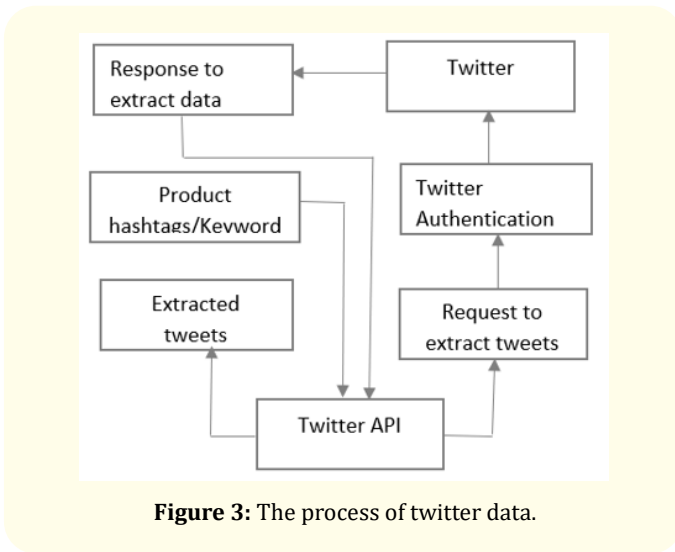 Response to
extract data
Twitter
Product
hashtags/Keyword
Twitter
Authentication
Extracted
tweets
Request to
extract tweets
Twitter API
Figure 3: The process of twitter data.